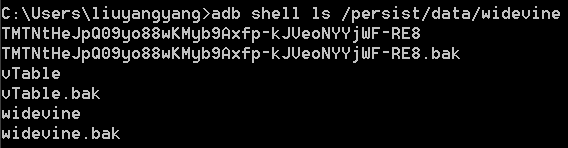 C:\Users\liuyangyang>adb shell ls /persist/data/widevine
TMTNtHeJpQ09yo88wKMyb9Axfp-kJVeoNYYjWF-RE8
TMTNtHeJpQ09yo88wKMyb9Axfp-kJVeoNYYjWF-RE8.bak
vTable
vTable.bak
widevine
widevine.bak